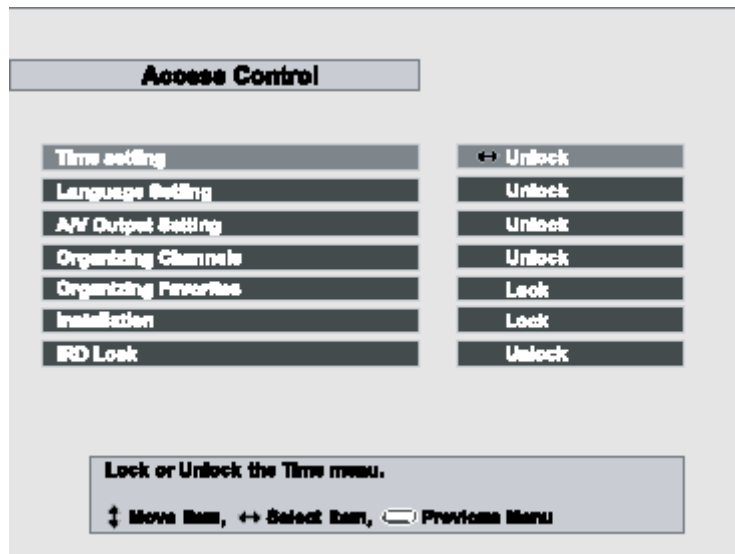 Access Control
Time setting ↔ Unlock
Language Setting Unlock
A/V Output Setting Unlock
Organizing Channels Unlock
Organizing Favorites Lock
Installation Lock
IRD Lock Unlock
Lock or Unlock the Time menu.
↕ Move Item, ↔ Select Item, Previous Menu